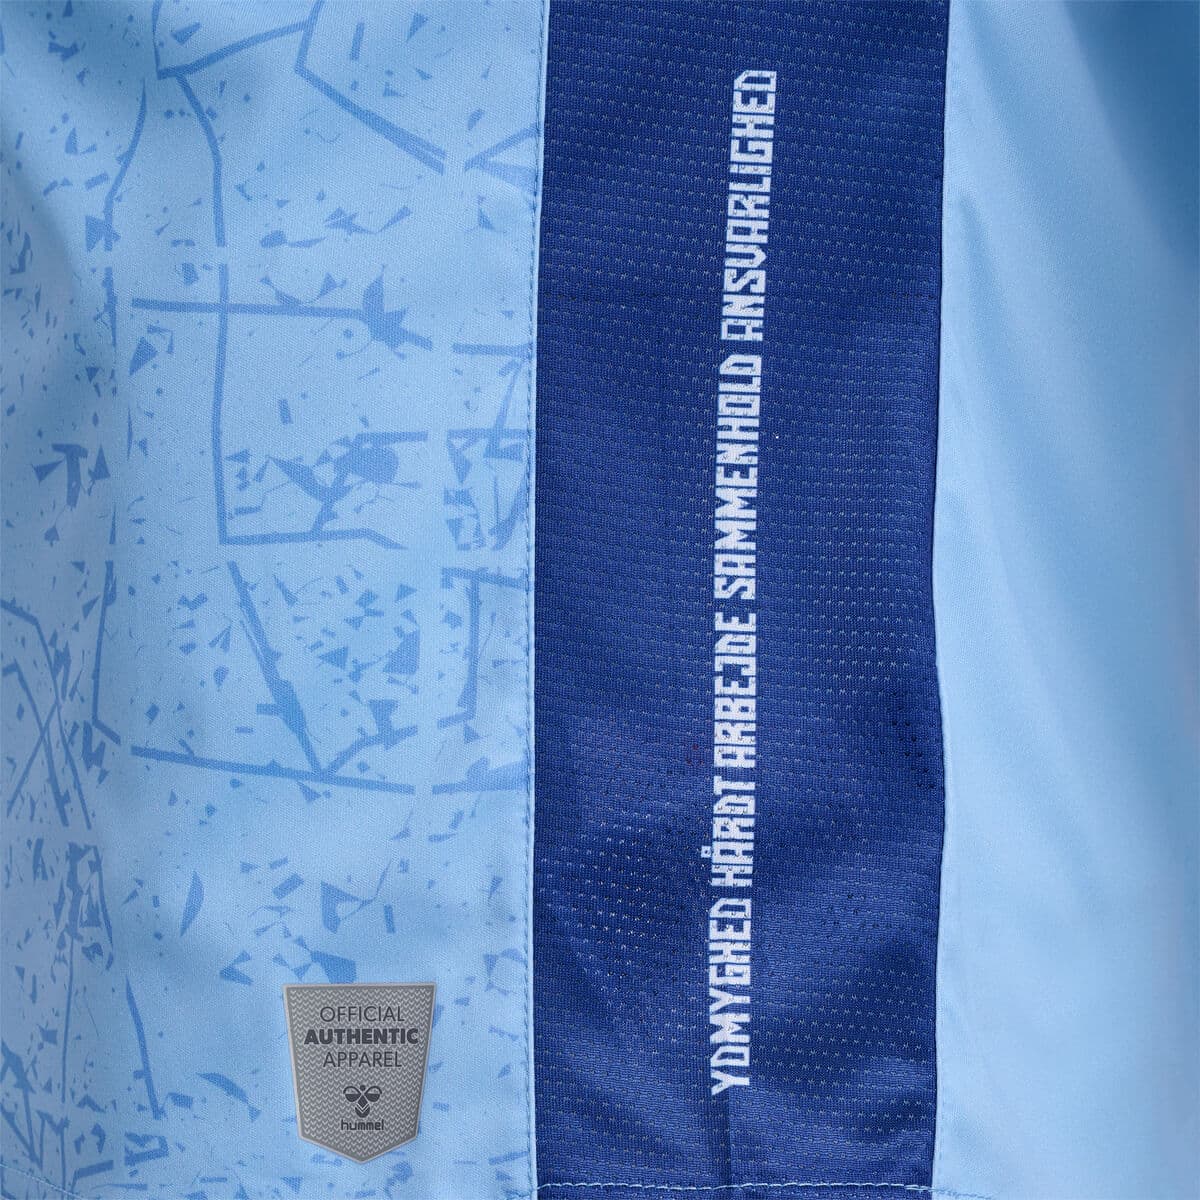 YDMYGHED HÅRDT ARBEJDE SAMMENHOLD ANSVARLIGHED
OFFICIAL
AUTHENTIC
APPAREL
hummel